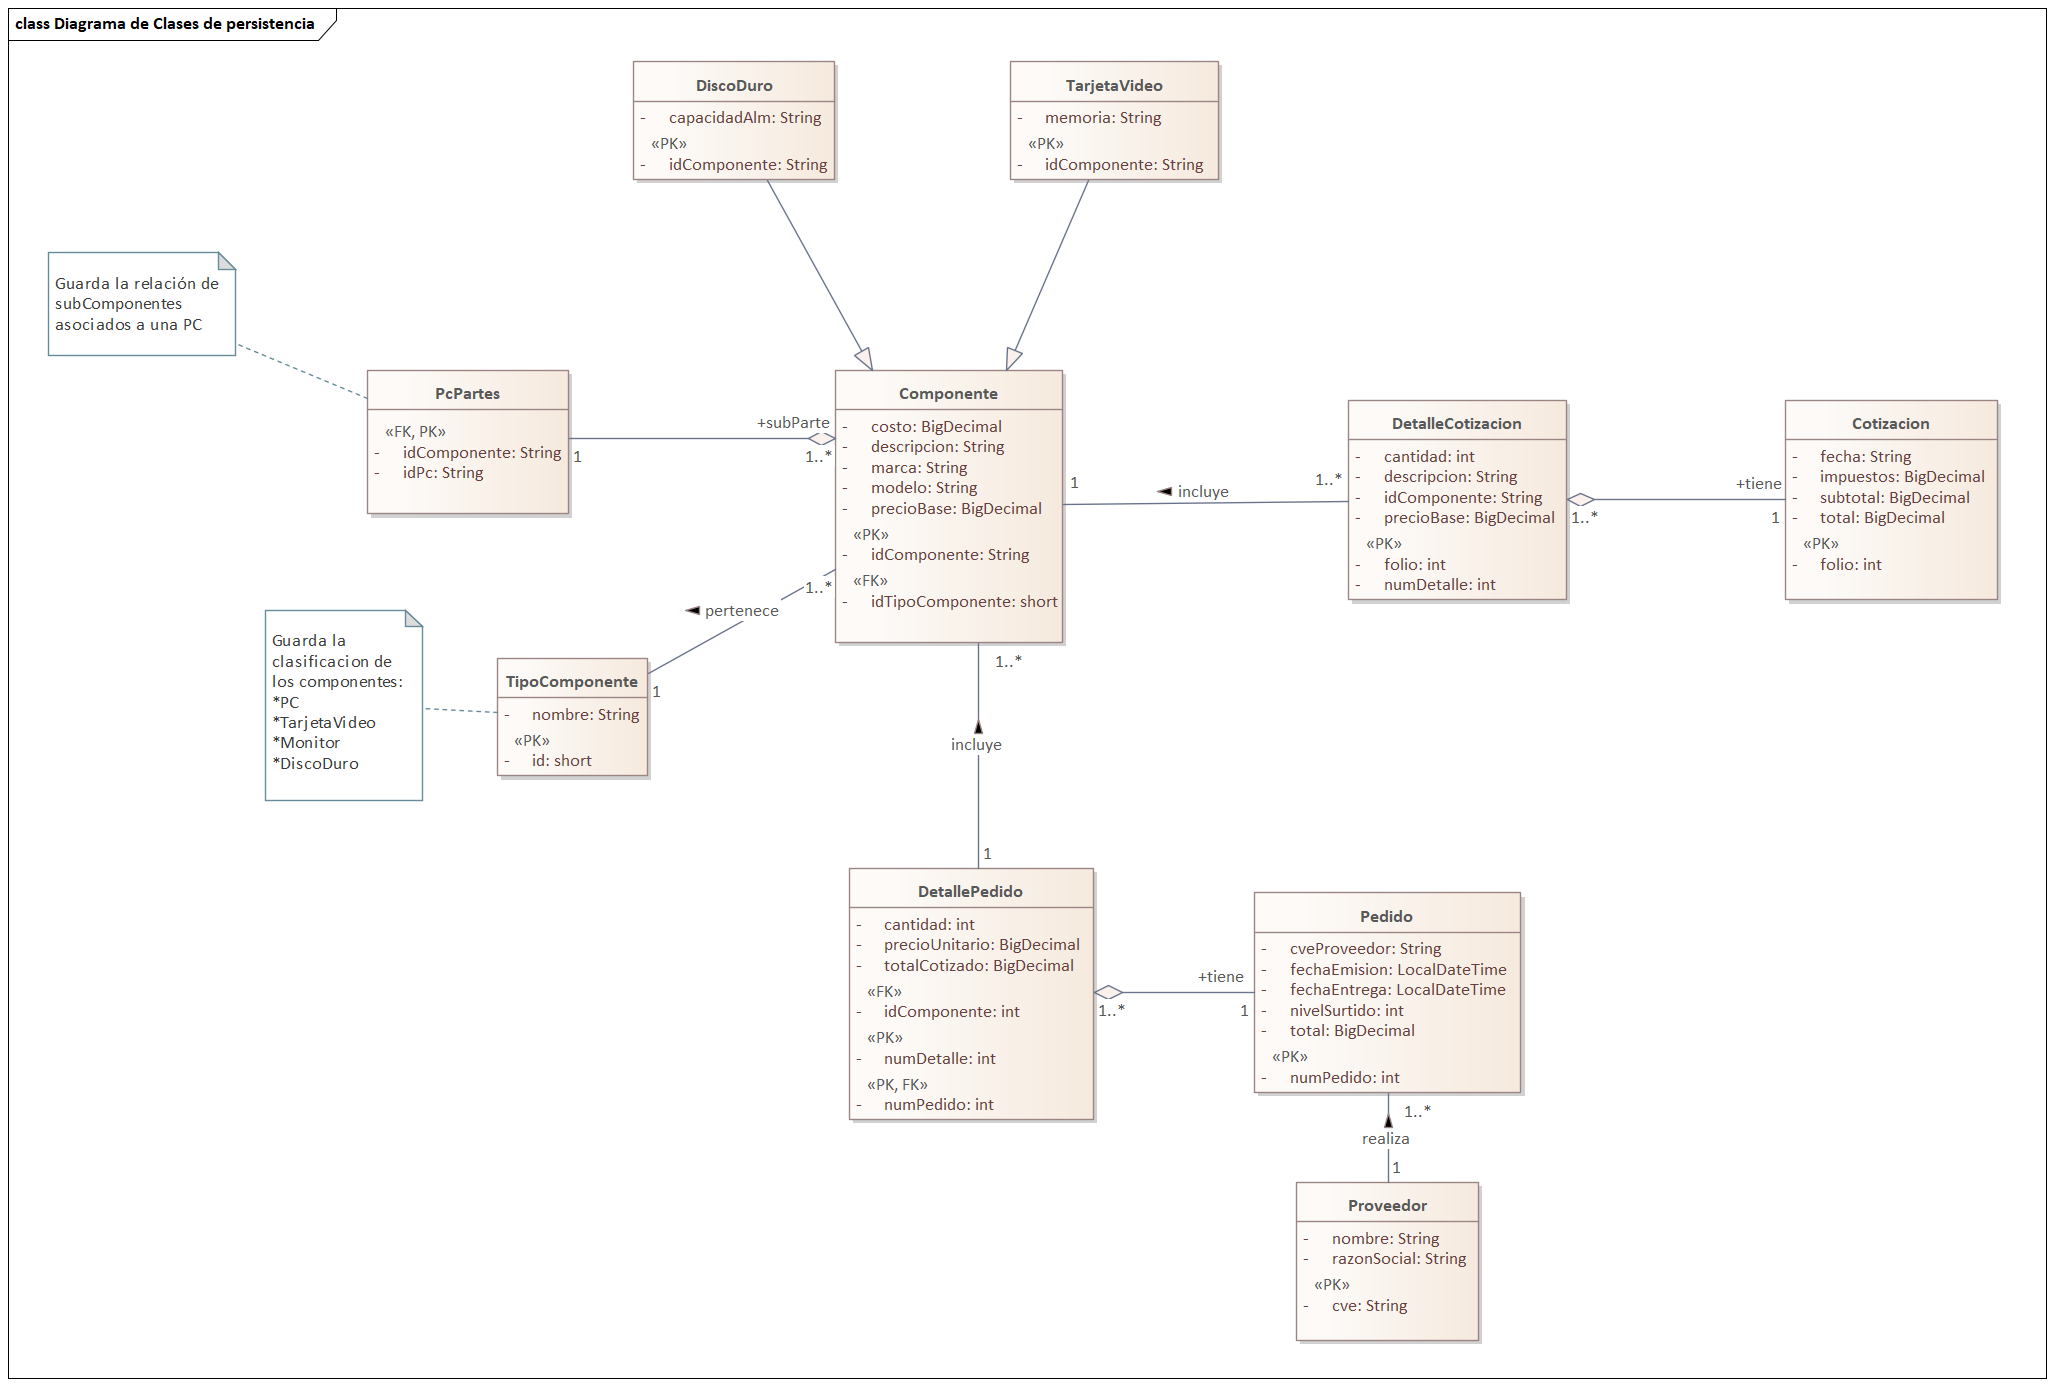 class Diagrama de Clases de persistencia
DiscoDuro
- capacidadAlm: String
«PK»
- idComponente: String
TarjetaVideo
- memoria: String
«PK»
- idComponente: String
Guarda la relación de
subComponentes
asociados a una PC
PcPartes
«FK, PK»
- idComponente: String
- idPc: String
+subParte
1
1..*
Componente
- costo: BigDecimal
- descripcion: String
- marca: String
- modelo: String
- precioBase: BigDecimal
«PK»
- idComponente: String
«FK»
- idTipoComponente: short
1
incluye
1..*
DetalleCotizacion
- cantidad: int
- descripcion: String
- idComponente: String
- precioBase: BigDecimal
«PK»
- folio: int
- numDetalle: int
+tiene
1..*
1
Cotizacion
- fecha: String
- impuestos: BigDecimal
- subtotal: BigDecimal
- total: BigDecimal
«PK»
- folio: int
1..*
pertenece
1
Guarda la
clasificacion de
los componentes:
*PC
*TarjetaVideo
*Monitor
*DiscoDuro
TipoComponente
- nombre: String
«PK»
- id: short
1..*
incluye
1
DetallePedido
- cantidad: int
- precioUnitario: BigDecimal
- totalCotizado: BigDecimal
«FK»
- idComponente: int
«PK»
- numDetalle: int
«PK, FK»
- numPedido: int
+tiene
1..*
1
Pedido
- cveProveedor: String
- fechaEmision: LocalDateTime
- fechaEntrega: LocalDateTime
- nivelSurtido: int
- total: BigDecimal
«PK»
- numPedido: int
1..*
realiza
1
Proveedor
- nombre: String
- razonSocial: String
«PK»
- cve: String